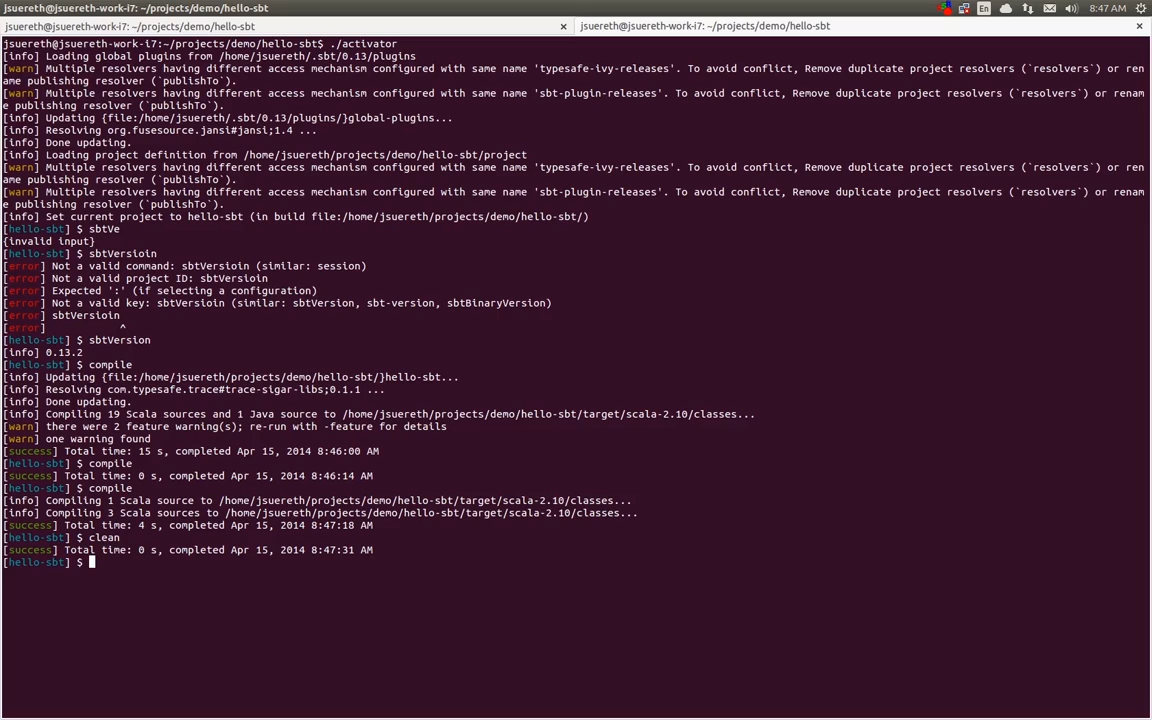 jsuereth@jsuereth-work-i7: ~/projects/demo/hello-sbt
En
8:47 AM
jsuereth@jsuereth-work-i7: ~/projects/demo/hello-sbt
jsuereth@jsuereth-work-i7: ~/projects/demo/hello-sbt
jsuereth@jsuereth-work-i7:~/projects/demo/hello-sbt$ ./activator
[info] Loading global plugins from /home/jsuereth/.sbt/0.13/plugins
[warn] Multiple resolvers having different access mechanism configured with same name 'typesafe-ivy-releases'. To avoid conflict, Remove duplicate project resolvers (`resolvers`) or ren
ame publishing resolver (`publishTo`).
[warn] Multiple resolvers having different access mechanism configured with same name 'sbt-plugin-releases'. To avoid conflict, Remove duplicate project resolvers (`resolvers`) or renam
e publishing resolver (`publishTo`).
[info] Updating {file:/home/jsuereth/.sbt/0.13/plugins/}global-plugins...
[info] Resolving org.fusesource.jansi#jansi;1.4 ...
[info] Done updating.
[info] Loading project definition from /home/jsuereth/projects/demo/hello-sbt/project
[warn] Multiple resolvers having different access mechanism configured with same name 'typesafe-ivy-releases'. To avoid conflict, Remove duplicate project resolvers (`resolvers`) or ren
ame publishing resolver (`publishTo`).
[warn] Multiple resolvers having different access mechanism configured with same name 'sbt-plugin-releases'. To avoid conflict, Remove duplicate project resolvers (`resolvers`) or renam
e publishing resolver (`publishTo`).
[info] Set current project to hello-sbt (in build file:/home/jsuereth/projects/demo/hello-sbt/)
[hello-sbt] $ sbtVe
{invalid input}
[hello-sbt] $ sbtVersioin
[error] Not a valid command: sbtVersioin (similar: session)
[error] Not a valid project ID: sbtVersioin
[error] Expected ':' (if selecting a configuration)
[error] Not a valid key: sbtVersioin (similar: sbtVersion, sbt-version, sbtBinaryVersion)
[error] sbtVersioin
[error]            ^
[hello-sbt] $ sbtVersion
[info] 0.13.2
[hello-sbt] $ compile
[info] Updating {file:/home/jsuereth/projects/demo/hello-sbt/}hello-sbt...
[info] Resolving com.typesafe.trace#trace-sigar-libs;0.1.1 ...
[info] Done updating.
[info] Compiling 19 Scala sources and 1 Java source to /home/jsuereth/projects/demo/hello-sbt/target/scala-2.10/classes...
[warn] there were 2 feature warning(s); re-run with -feature for details
[warn] one warning found
[success] Total time: 15 s, completed Apr 15, 2014 8:46:00 AM
[hello-sbt] $ compile
[success] Total time: 0 s, completed Apr 15, 2014 8:46:14 AM
[hello-sbt] $ compile
[info] Compiling 1 Scala source to /home/jsuereth/projects/demo/hello-sbt/target/scala-2.10/classes...
[info] Compiling 3 Scala sources to /home/jsuereth/projects/demo/hello-sbt/target/scala-2.10/classes...
[success] Total time: 4 s, completed Apr 15, 2014 8:47:18 AM
[hello-sbt] $ clean
[success] Total time: 0 s, completed Apr 15, 2014 8:47:31 AM
[hello-sbt] $